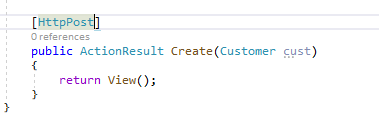 [HttpPost]
0 references
public ActionResult Create(Customer cust)
{
return View();
}
}